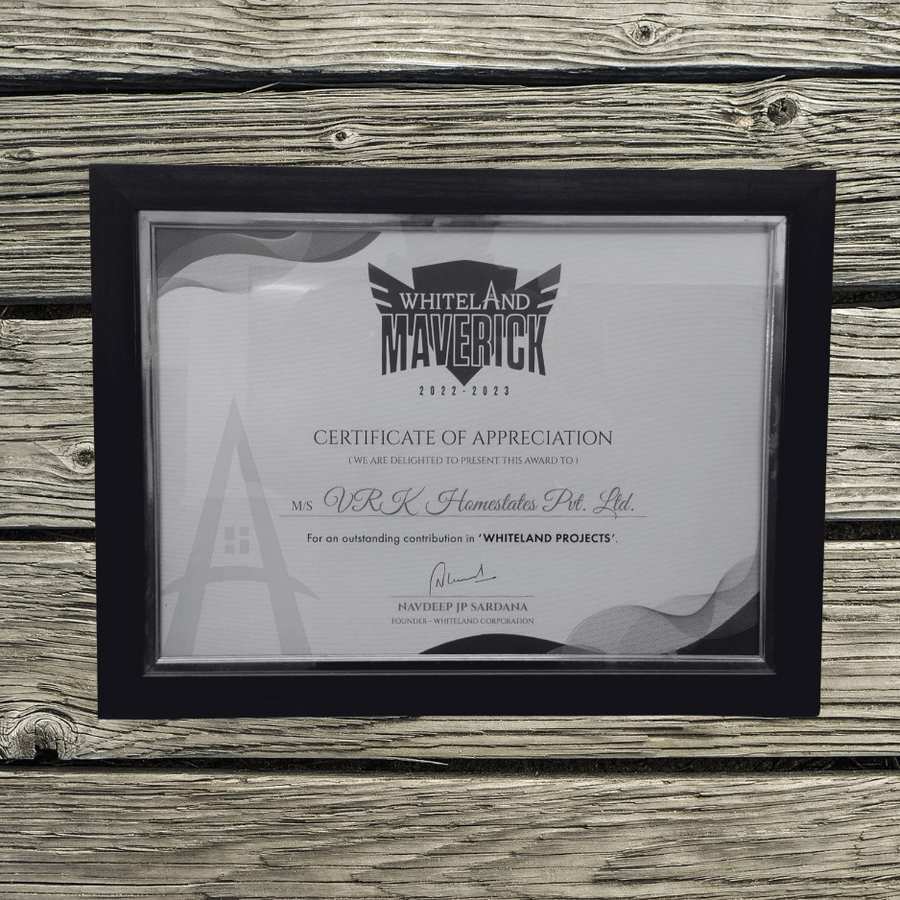 WHITELAND
MAVERICK
2022-2023
CERTIFICATE OF APPRECIATION
( WE ARE DELIGHTED TO PRESENT THIS AWARD TO )
M/S VRK Homestates Pvt. Ltd.
For an outstanding contribution in 'WHITELAND PROJECTS'.
NAVDEEP JP SARDANA
FOUNDER - WHITELAND CORPORATION